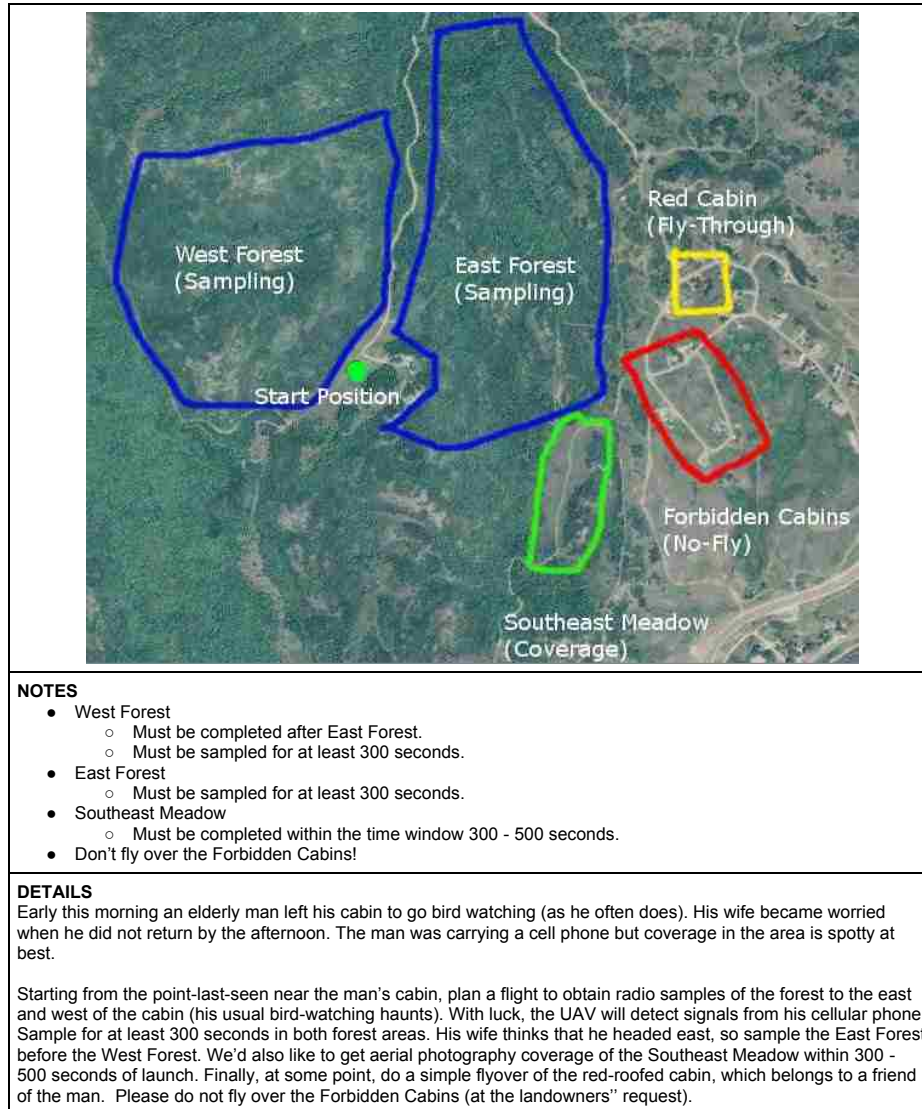 Red Cabin
(Fly-Through)
West Forest
(Sampling)
East Forest
(Sampling)
Start Position
Forbidden Cabins
(No-Fly)
Southeast Meadow
(Coverage)
NOTES
● West Forest
○ Must be completed after East Forest.
○ Must be sampled for at least 300 seconds.
● East Forest
○ Must be sampled for at least 300 seconds.
● Southeast Meadow
○ Must be completed within the time window 300 - 500 seconds.
● Don't fly over the Forbidden Cabins!
DETAILS
Early this morning an elderly man left his cabin to go bird watching (as he often does). His wife became worried
when he did not return by the afternoon. The man was carrying a cell phone but coverage in the area is spotty at
best.
Starting from the point-last-seen near the man's cabin, plan a flight to obtain radio samples of the forest to the east
and west of the cabin (his usual bird-watching haunts). With luck, the UAV will detect signals from his cellular phone
Sample for at least 300 seconds in both forest areas. His wife thinks that he headed east, so sample the East Forest
before the West Forest. We'd also like to get aerial photography coverage of the Southeast Meadow within 300 -
500 seconds of launch. Finally, at some point, do a simple flyover of the red-roofed cabin, which belongs to a friend
of the man. Please do not fly over the Forbidden Cabins (at the landowners'' request).